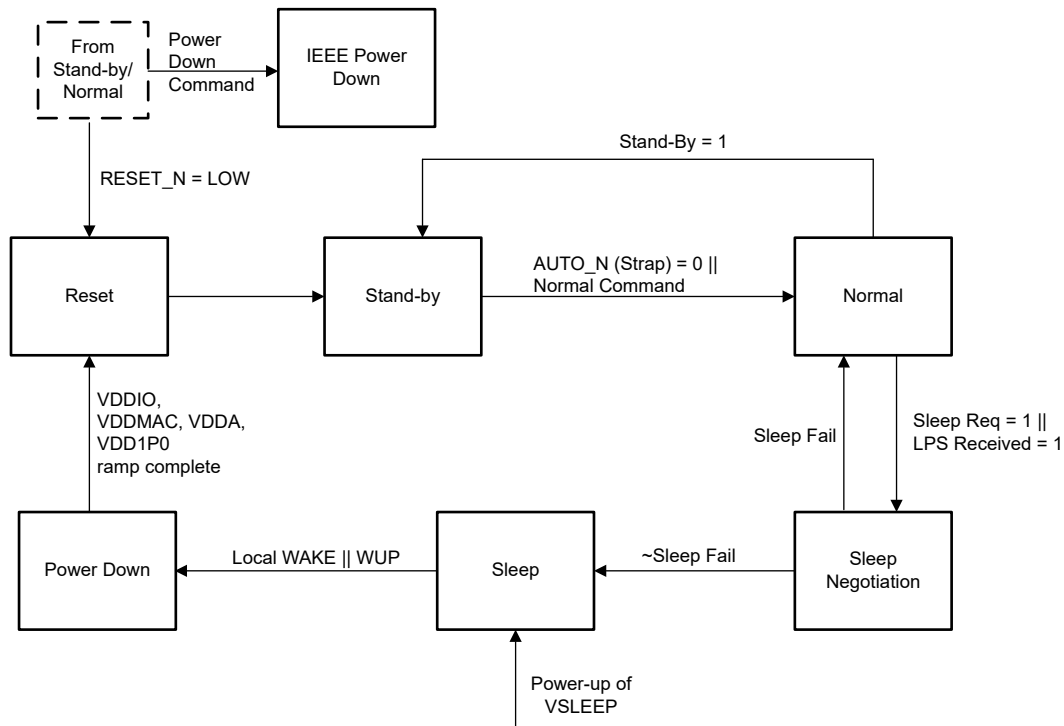 From
Stand-by/
Normal
Power
Down
Command
IEEE Power
Down
Stand-By = 1
RESET_N = LOW
Reset
Stand-by
AUTO_N (Strap) = 0 ||
Normal Command
Normal
VDDIO,
VDDMAC, VDDA,
VDD1P0
ramp complete
Sleep Fail
Sleep Req = 1 ||
LPS Received = 1
Power Down
Local WAKE || WUP
Sleep
~Sleep Fail
Sleep
Negotiation
Power-up of
VSLEEP